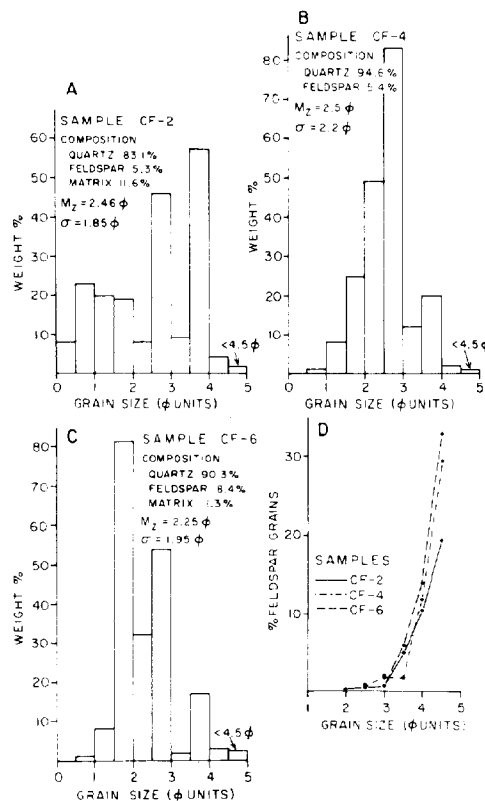 A
SAMPLE CF-2
COMPOSITION
QUARTZ 83.1%
FELDSPAR 5.3%
MATRIX 11.6%
Mz = 2.46 ϕ
σ = 1.85 ϕ
60
50
40
30
20
10
WEIGHT %
<4.5 ϕ
0 1 2 3 4 5
GRAIN SIZE (ϕ UNITS)
B
SAMPLE CF-4
COMPOSITION
QUARTZ 94.6%
FELDSPAR 5.4%
Mz = 2.5 ϕ
σ = 2.2 ϕ
80
70
60
50
40
30
20
10
WEIGHT %
<4.5 ϕ
0 1 2 3 4 5
GRAIN SIZE (ϕ UNITS)
C
SAMPLE CF-6
COMPOSITION
QUARTZ 90.3%
FELDSPAR 8.4%
MATRIX 1.3%
Mz = 2.25 ϕ
σ = 1.95 ϕ
80
70
60
50
40
30
20
10
WEIGHT %
<4.5 ϕ
0 1 2 3 4 5
GRAIN SIZE (ϕ UNITS)
D
30
20
10
% FELDSPAR GRAINS
SAMPLES
CF-2
CF-4
CF-6
1 2 3 4 5
GRAIN SIZE (ϕ UNITS)